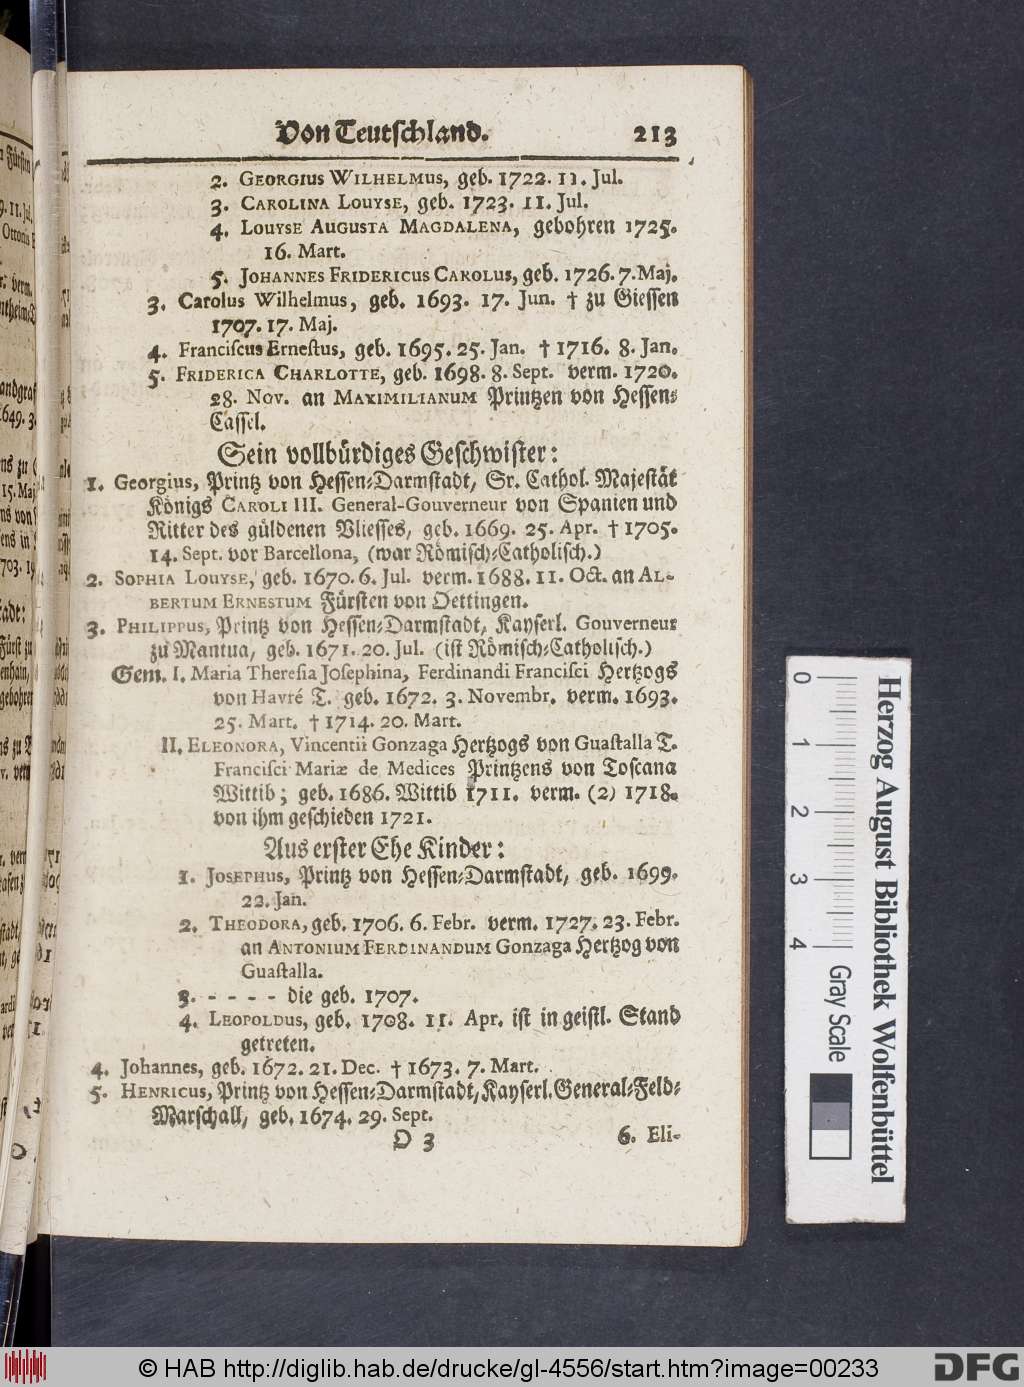 Von Teutschland. 213
2. GEORGIUS WILHELMUS, geb. 1722. 11. Jul.
3. CAROLINA LOUYSE, geb. 1723. 11. Jul.
4. LOUYSE AUGUSTA MAGDALENA, gebohren 1725.
16. Mart.
5. JOHANNES FRIDERICUS CAROLUS, geb. 1726. 7. Maj.
3. Carolus Wilhelmus, geb. 1693. 17. Jun. † zu Giessen
1707. 17. Maj.
4. Franciſcus Erneſtus, geb. 1695. 25. Jan. † 1716. 8. Jan.
5. FRIDERICA CHARLOTTE, geb. 1698. 8. Sept. verm. 1720.
28. Nov. an MAXIMILIANUM Printzen von Heſſen-
Caſſel.
Sein vollbürdiges Geſchwiſter:
1. Georgius, Printz von Heſſen-Darmſtadt, Sr. Cathol. Majeſtät
Königs CAROLI III. General-Gouverneur von Spanien und
Ritter des güldenen Vlieſſes, geb. 1669. 25. Apr. † 1705.
14. Sept. vor Barcellona, (war Römiſch-Catholiſch.)
2. SOPHIA LOUYSE, geb. 1670. 6. Jul. verm. 1688. 11. Oct. an AL-
BERTUM ERNESTUM Fürſten von Oettingen.
3. PHILIPPUS, Printz von Heſſen-Darmſtadt, Kayſerl. Gouverneur
zu Mantua, geb. 1671. 20. Jul. (iſt Römiſch-Catholiſch.)
Gem. I. Maria Thereſia Joſephina, Ferdinandi Franciſci Hertzogs
von Havré T. geb. 1672. 3. Novembr. verm. 1693.
25. Mart. † 1714. 20. Mart.
II. ELEONORA, Vincentii Gonzaga Hertzogs von Guaſtalla T.
Franciſci Mariæ de Medices Printzens von Toſcana
Wittib; geb. 1686. Wittib 1711. verm. (2) 1718.
von ihm geſchieden 1721.
Aus erſter Ehe Kinder:
1. JOSEPHUS, Printz von Heſſen-Darmſtadt, geb. 1699.
22. Jan.
2. THEODORA, geb. 1706. 6. Febr. verm. 1727. 23. Febr.
an ANTONIUM FERDINANDUM Gonzaga Hertzog von
Guaſtalla.
3. - - - - die geb. 1707.
4. LEOPOLDUS, geb. 1708. 11. Apr. iſt in geiſtl. Stand
getreten.
4. Johannes, geb. 1672. 21. Dec. † 1673. 7. Mart.
5. HENRICUS, Printz von Heſſen-Darmſtadt, Kayſerl. General-Feld-
Marſchall, geb. 1674. 29. Sept.
O 3 6. Eli-
0 1 2 3 4
Gray Scale
Herzog August Bibliothek Wolfenbüttel
© HAB http://diglib.hab.de/drucke/gl-4556/start.htm?image=00233
DFG